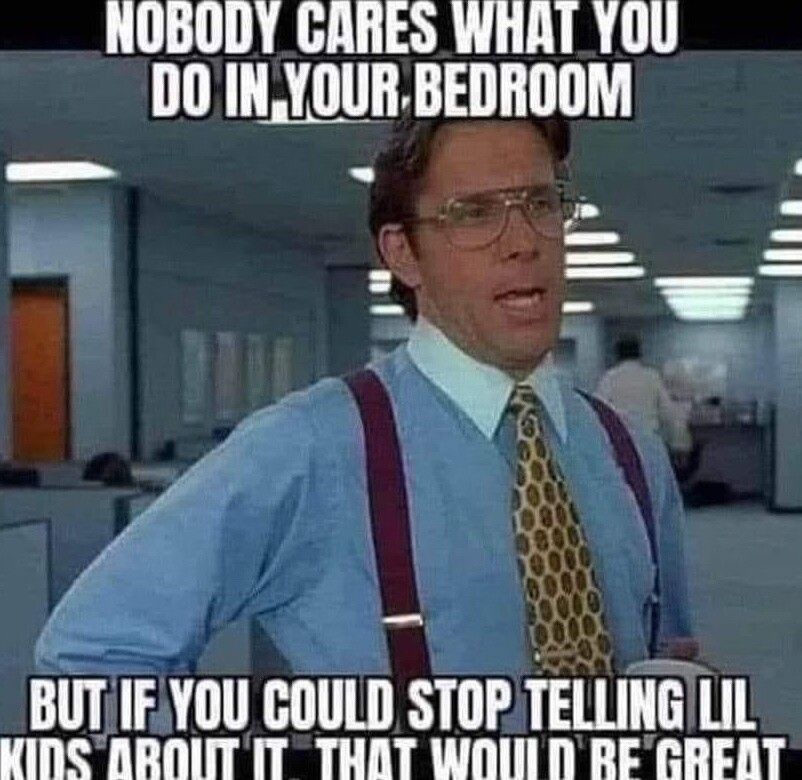 NOBODY CARES WHAT YOU
DO IN YOUR BEDROOM
BUT IF YOU COULD STOP TELLING LIL
KIDS ABOUT IT, THAT WOULD BE GREAT